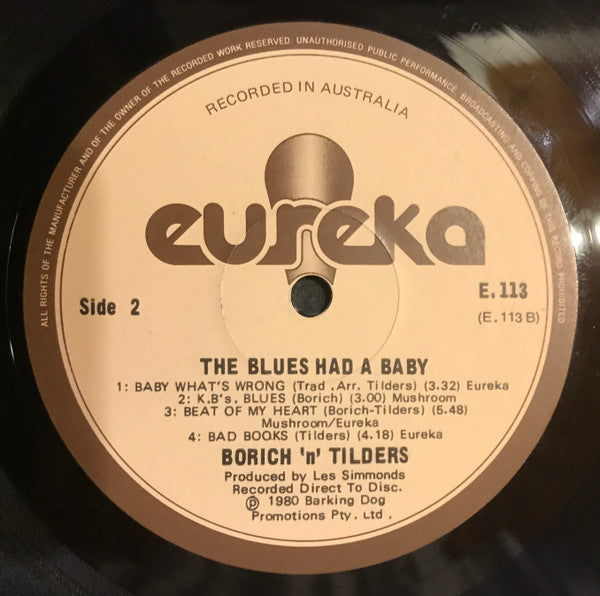 ALL RIGHTS OF THE MANUFACTURER AND OF THE OWNER OF THE RECORDED WORK RESERVED. UNAUTHORISED PUBLIC PERFORMANCE, BROADCASTING AND COPYING OF THIS RECORD PROHIBITED
RECORDED IN AUSTRALIA
eureka
Side 2
E.113
(E.113B)
THE BLUES HAD A BABY
1: BABY WHAT'S WRONG (Trad .Arr. Tilders) (3.32) Eureka
2: K.B's. BLUES (Borich) (3.00) Mushroom
3: BEAT OF MY HEART (Borich-Tilders) (5.48)
Mushroom/Eureka
4: BAD BOOKS (Tilders) (4.18) Eureka
BORICH 'n' TILDERS
Produced by Les Simmonds
Recorded Direct To Disc.
℗ 1980 Barking Dog
Promotions Pty. Ltd .